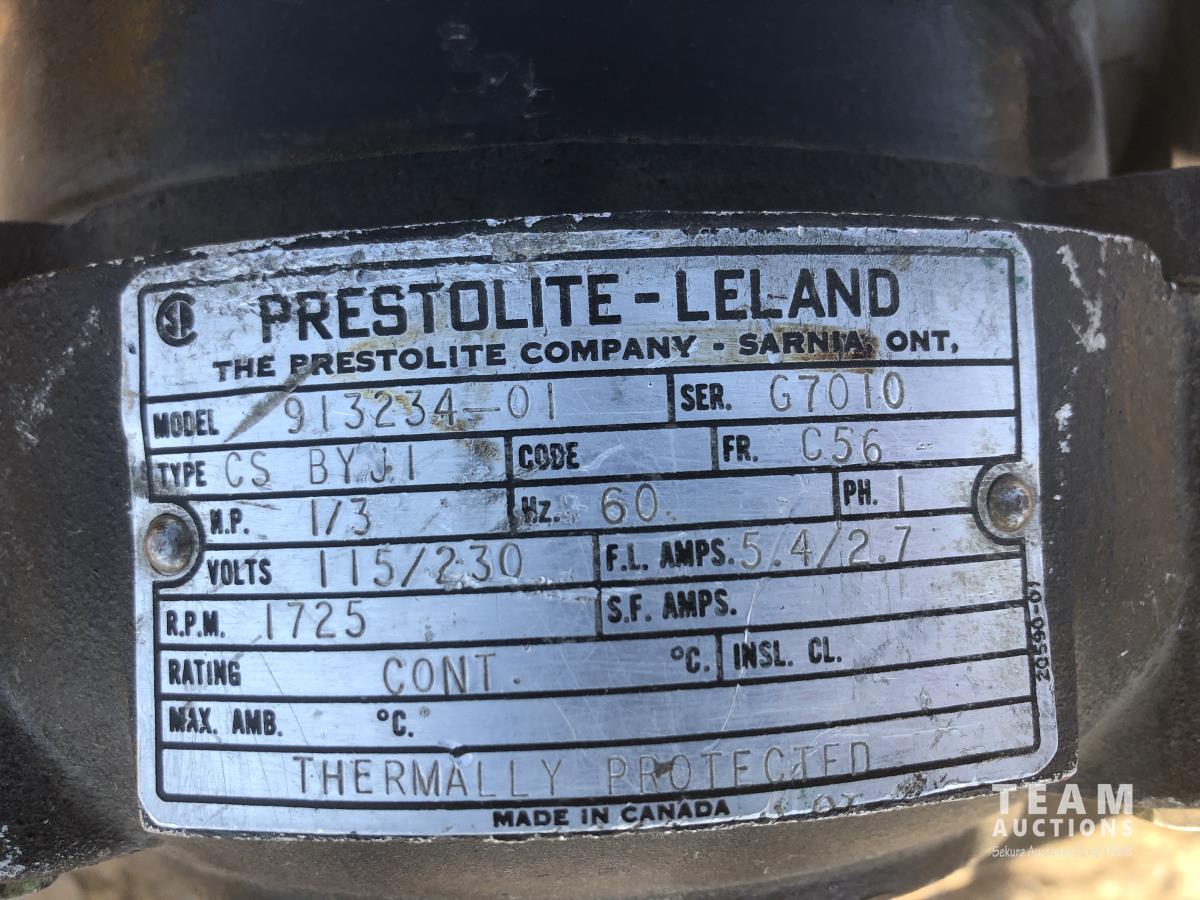 SA PRESTOLITE-LELAND
THE PRESTOLITE COMPANY - SARNIA, ONT,
MODEL 913234-01 SER. G7010
TYPE CS BYJ1 CODE FR. C56
H.P. 1/3 Hz. 60 PH. 1
VOLTS 115/230 F.L. AMPS. 5.4/2.7
R.P.M. 1725 S.F. AMPS.
RATING CONT. °C. INSL. CL.
MAX. AMB. °C.
THERMALLY PROTECTED
MADE IN CANADA
20590-01
TEAM
AUCTIONS